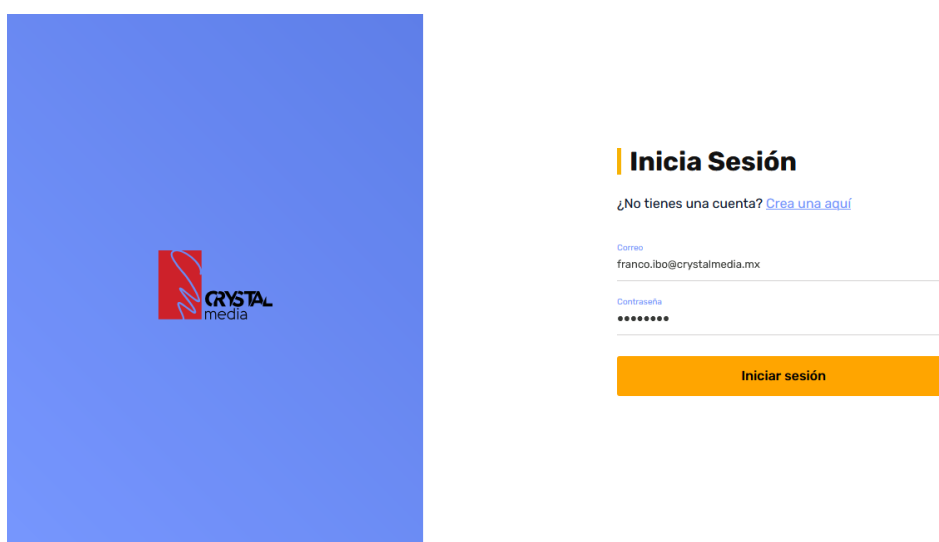 CRYSTAL
media
Inicia Sesión
¿No tienes una cuenta? Crea una aquí
Correo
franco.ibo@crystalmedia.mx
Contraseña
••••••••
Iniciar sesión